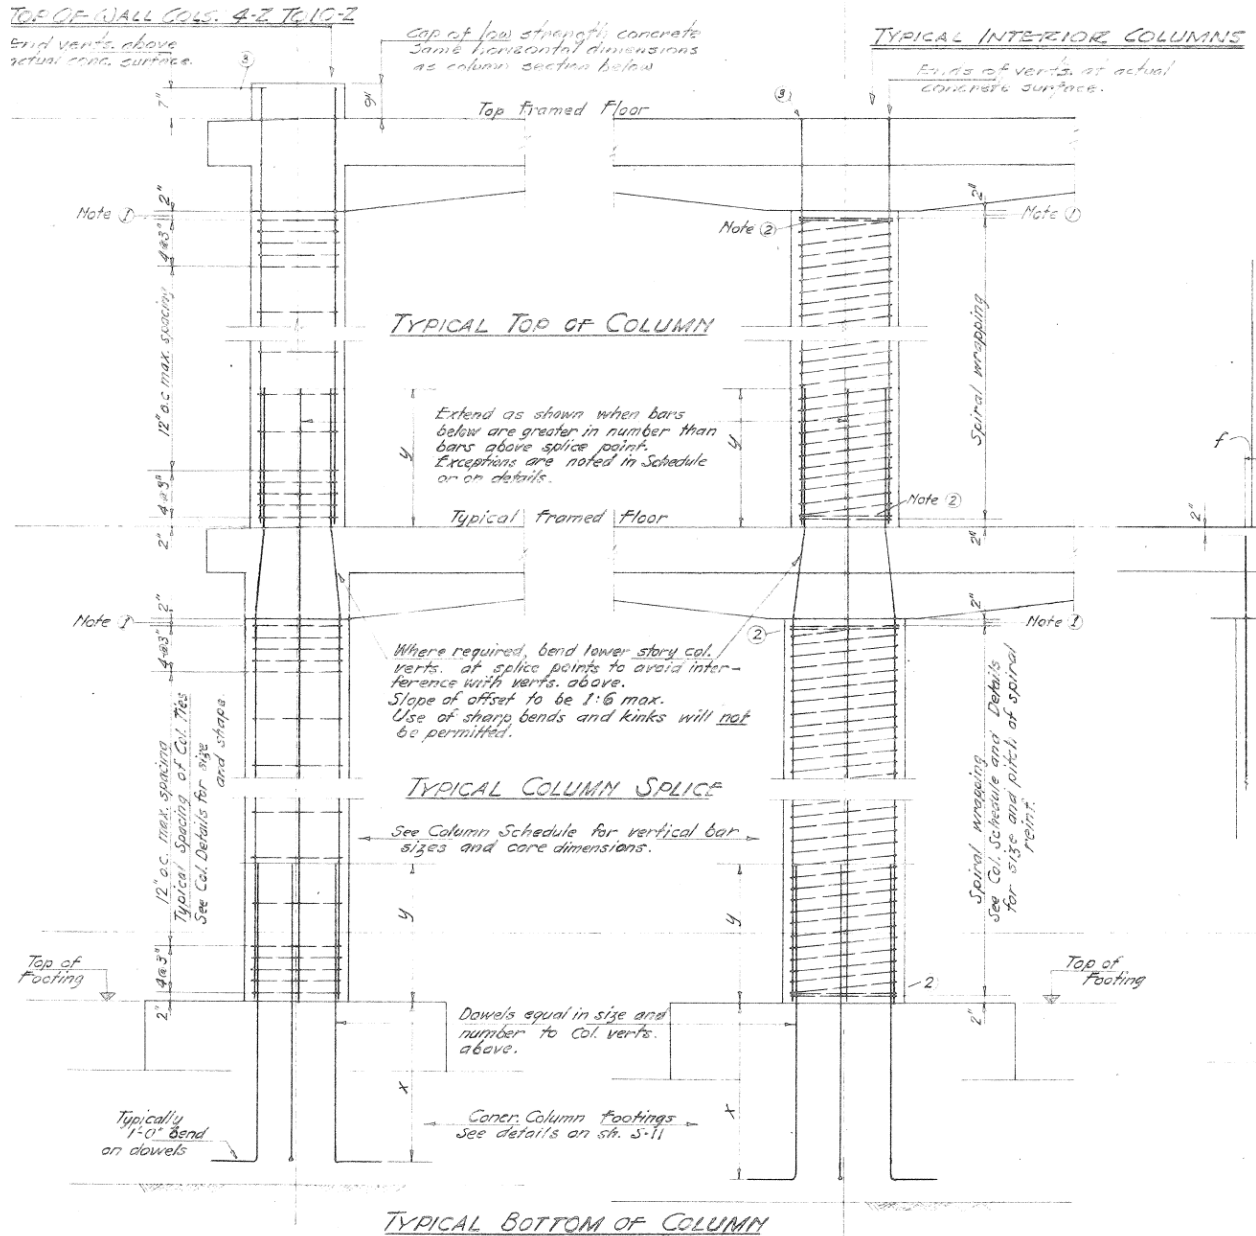 TOP OF WALL COLS. 4-Z TO 10-Z
End verts. above
actual conc. surface.
3
Cap of low strength concrete
Same horizontal dimensions
as column section below
TYPICAL INTERIOR COLUMNS
Ends of verts. at actual
concrete surface.
3
7"
9"
Top Framed Floor
2"
Note 1
4@3"
Note 2
2"
Note 1
TYPICAL TOP OF COLUMN
12" o.c max. spacing
Spiral wrapping
Extend as shown when bars
below are greater in number than
bars above splice point.
Exceptions are noted in Schedule
or on details.
y
y
f
4@3"
Note 2
Typical Framed Floor
2"
2"
2"
2"
Note 1
4@3"
2
2"
Note 1
Where required, bend lower story col.
verts. at splice points to avoid inter-
ference with verts. above.
Slope of offset to be 1:6 max.
Use of sharp bends and kinks will not
be permitted.
TYPICAL COLUMN SPLICE
12" o.c. max. spacing
Typical Spacing of Col. Ties
See Col. Details for size
and shape
Spiral wrapping
See Col. Schedule and Details
for size and pitch of spiral
reinf.
See Column Schedule for vertical bar
sizes and core dimensions.
y
y
4@3"
2
Top of
Footing
Top of
Footing
2"
2"
Dowels equal in size and
number to Col. verts.
above.
x
x
Typically
1'-0" Bend
on dowels
Concr. Column Footings
See details on sh. S-11
TYPICAL BOTTOM OF COLUMN